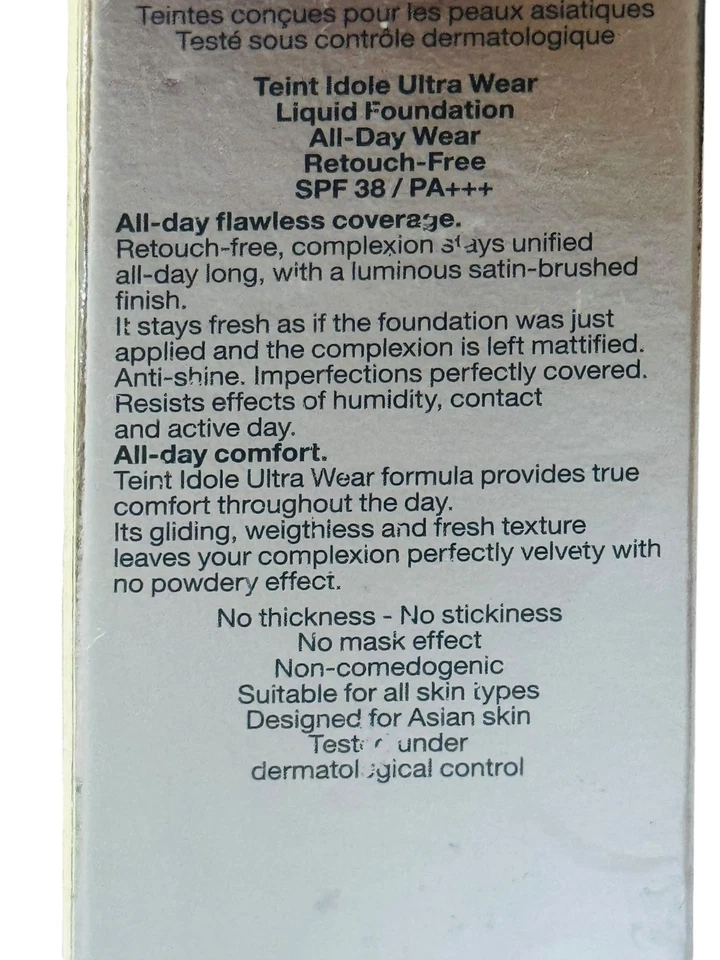 Teintes conçues pour les peaux asiatiques
Testé sous contrôle dermatologique
Teint Idole Ultra Wear
Liquid Foundation
All-Day Wear
Retouch-Free
SPF 38 / PA+++
All-day flawless coverage.
Retouch-free, complexion stays unified
all-day long, with a luminous satin-brushed
finish.
It stays fresh as if the foundation was just
applied and the complexion is left mattified.
Anti-shine. Imperfections perfectly covered.
Resists effects of humidity, contact
and active day.
All-day comfort.
Teint Idole Ultra Wear formula provides true
comfort throughout the day.
Its gliding, weigthless and fresh texture
leaves your complexion perfectly velvety with
no powdery effect.
No thickness - No stickiness
No mask effect
Non-comedogenic
Suitable for all skin types
Designed for Asian skin
Tested under
dermatological control